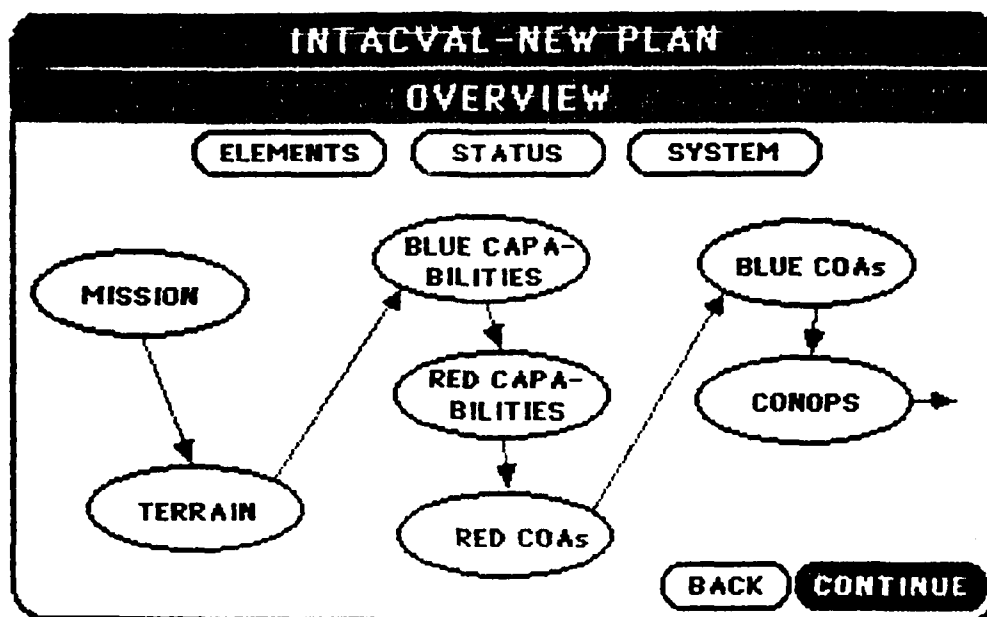 INTACVAL-NEW PLAN
OVERVIEW
ELEMENTS STATUS SYSTEM
MISSION
TERRAIN
BLUE CAPA-
BILITIES
RED CAPA-
BILITIES
RED COAs
BLUE COAs
CONOPS
BACK CONTINUE